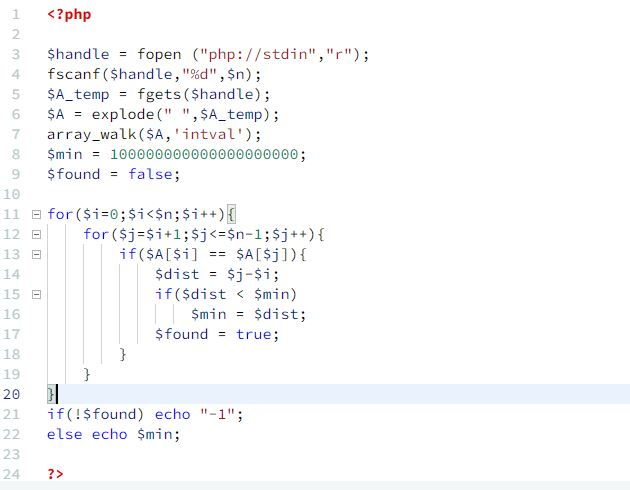 1 <?php
2
3 $handle = fopen ("php://stdin","r");
4 fscanf($handle,"%d",$n);
5 $A_temp = fgets($handle);
6 $A = explode(" ",$A_temp);
7 array_walk($A,'intval');
8 $min = 100000000000000000000;
9 $found = false;
10
11 for($i=0;$i<$n;$i++){
12     for($j=$i+1;$j<=$n-1;$j++){
13         if($A[$i] == $A[$j]){
14             $dist = $j-$i;
15             if($dist < $min)
16                 $min = $dist;
17             $found = true;
18         }
19     }
20 }
21 if(!$found) echo "-1";
22 else echo $min;
23
24 ?>